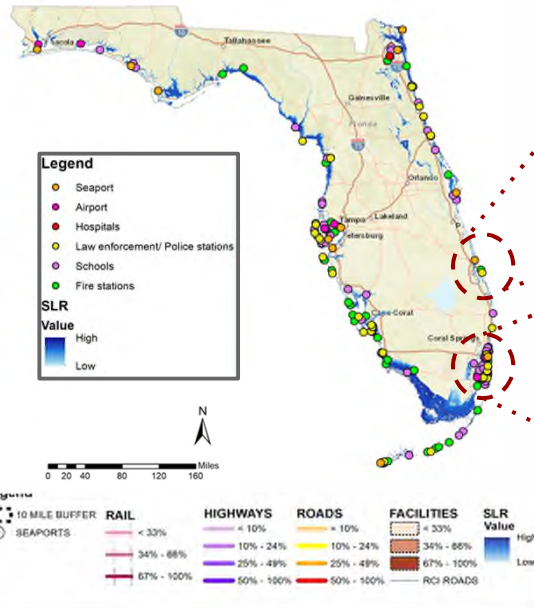 Tallahassee
Gainesville
Florida
Orlando
Tampa Lakeland
Petersburg
Cape Coral
Coral Springs
Legend
Seaport
Airport
Hospitals
Law enforcement/ Police stations
Schools
Fire stations
SLR
Value
High
Low
N
Miles
0 20 40 80 120 160
10 MILE BUFFER
SEAPORTS
RAIL
< 33%
34% - 66%
67% - 100%
HIGHWAYS
< 10%
10% - 24%
25% - 49%
50% - 100%
ROADS
< 10%
10% - 24%
25% - 49%
50% - 100%
FACILITIES
< 33%
34% - 66%
67% - 100%
RCI ROADS
SLR
Value
High
Low